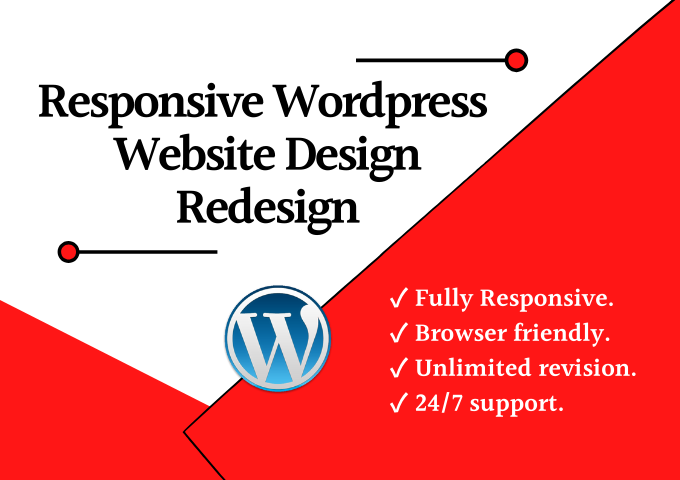 Responsive Wordpress
Website Design
Redesign
W
✓ Fully Responsive.
✓ Browser friendly.
✓ Unlimited revision.
✓ 24/7 support.